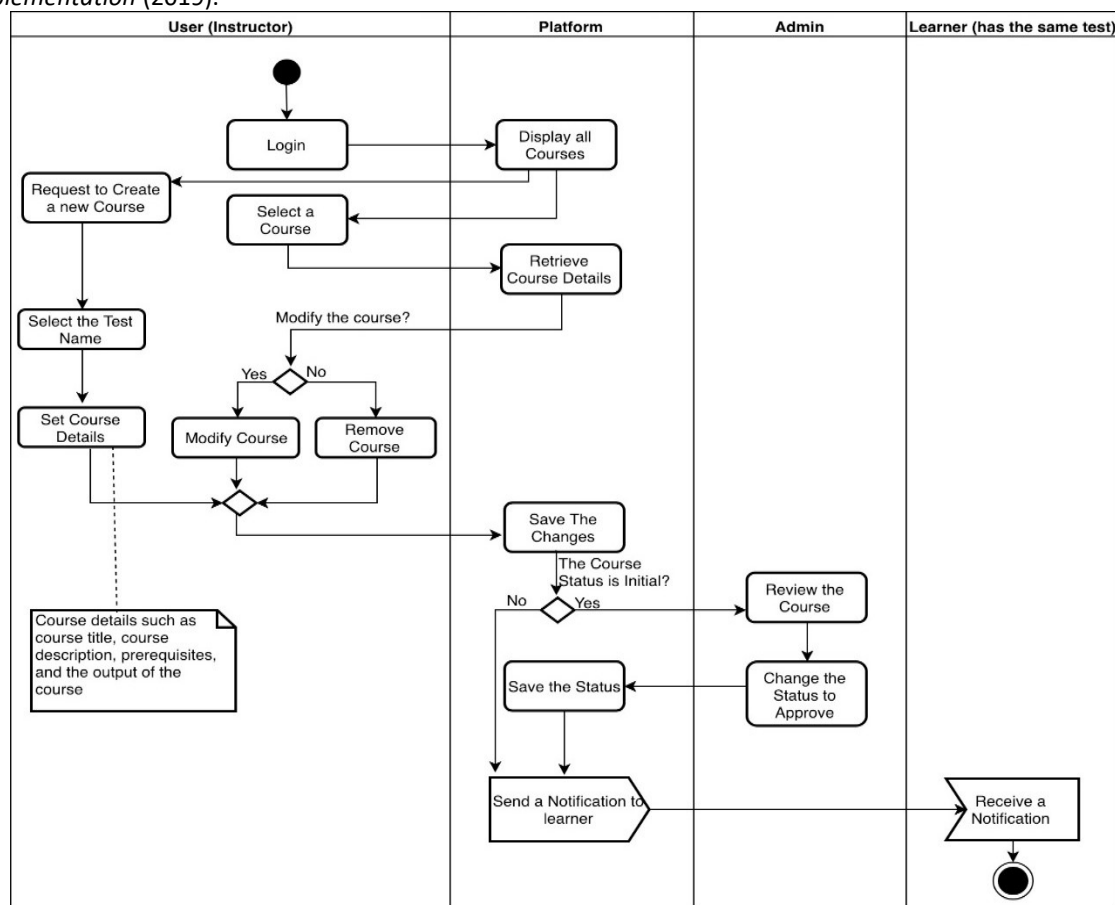 plementation (2019).
User (Instructor)
Platform
Admin
Learner (has the same test)
Login
Display all
Courses
Request to Create
a new Course
Select a
Course
Retrieve
Course Details
Select the Test
Name
Modify the course?
Yes
No
Set Course
Details
Modify Course
Remove
Course
Save The
Changes
The Course
Status is Initial?
No
Yes
Review the
Course
Course details such as
course title, course
description, prerequisites,
and the output of the
course
Save the Status
Change the
Status to
Approve
Send a Notification to
learner
Receive a
Notification